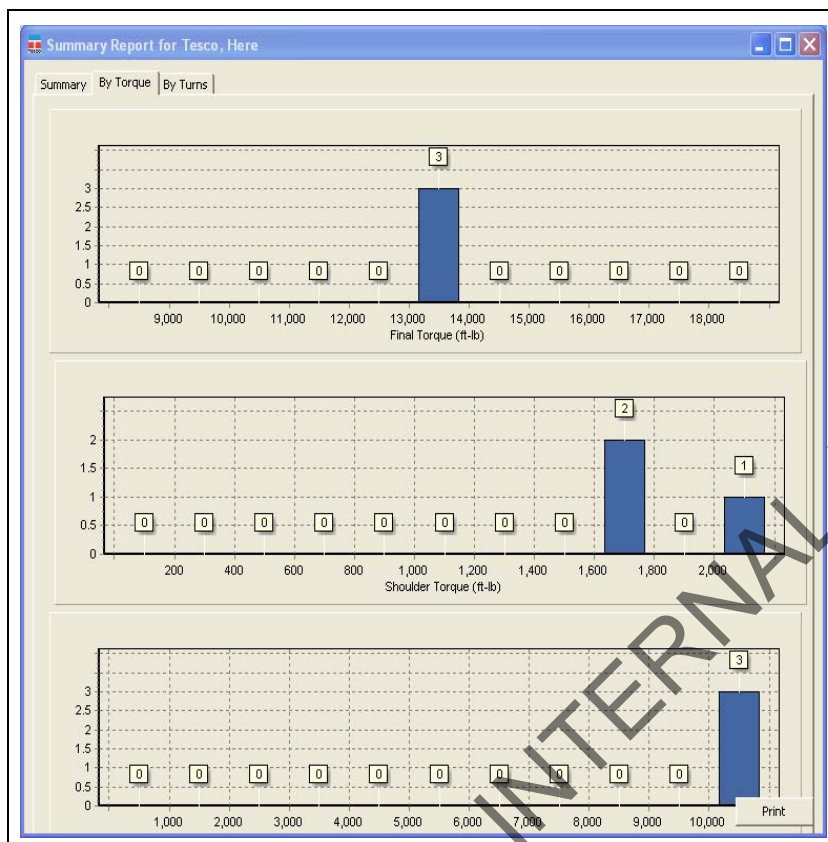 Summary Report for Tesco, Here
Summary By Torque By Turns
3
3
2.5
2
1.5
1
0.5
0
0 0 0 0 0 0 0 0 0 0
9,000 10,000 11,000 12,000 13,000 14,000 15,000 16,000 17,000 18,000
Final Torque (ft-lb)
2
1
2
1.5
1
0.5
0
0 0 0 0 0 0 0 0 0
200 400 600 800 1,000 1,200 1,400 1,600 1,800 2,000
Shoulder Torque (ft-lb)
3
3
2.5
2
1.5
1
0.5
0
0 0 0 0 0 0 0 0 0 0
1,000 2,000 3,000 4,000 5,000 6,000 7,000 8,000 9,000 10,000
Print
INTERNAL